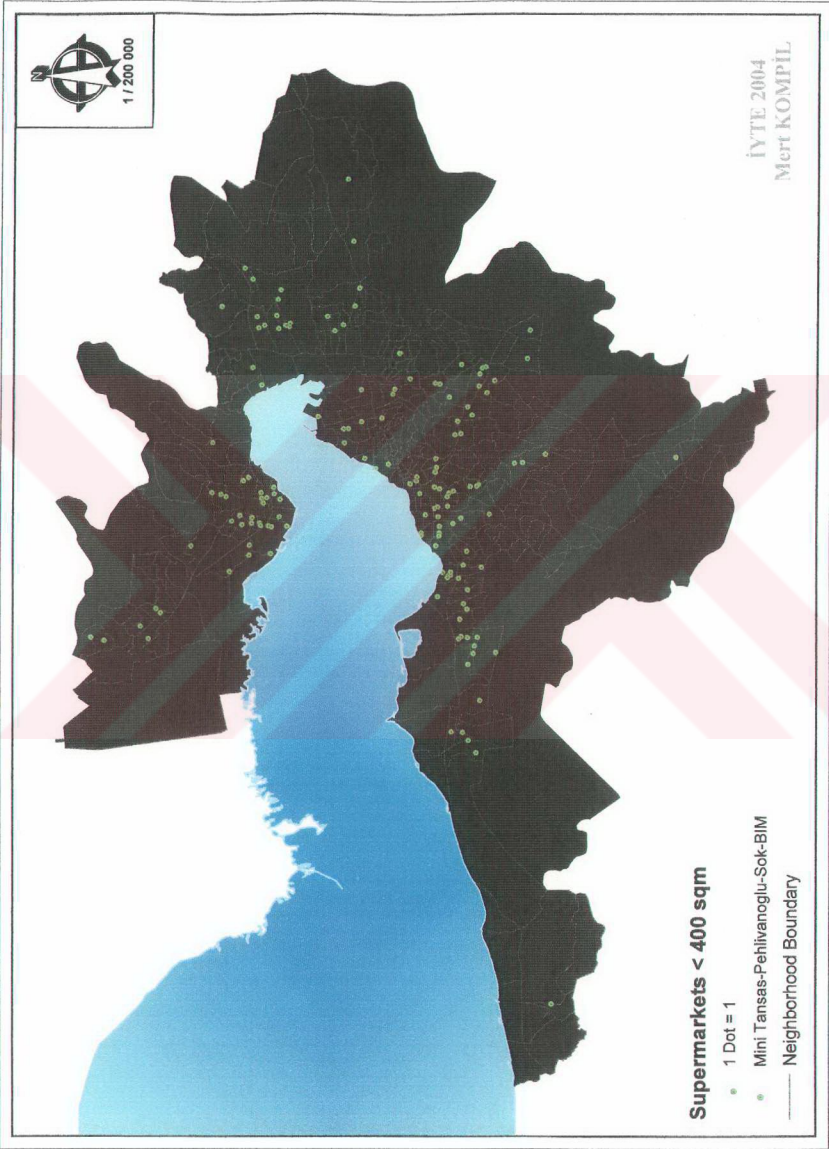 N
1 / 200 000
İYTE 2004
Mert KOMPİL
Supermarkets < 400 sqm
1 Dot = 1
Mini Tansas-Pehlivanoglu-Sok-BIM
Neighborhood Boundary